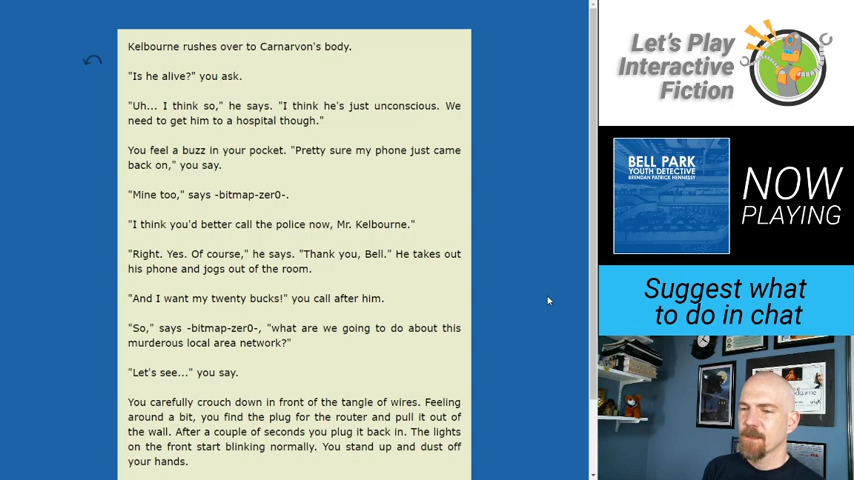 Kelbourne rushes over to Carnarvon's body.
"Is he alive?" you ask.
"Uh... I think so," he says. "I think he's just unconscious. We
need to get him to a hospital though."
You feel a buzz in your pocket. "Pretty sure my phone just came
back on," you say.
"Mine too," says -bitmap-zer0-.
"I think you'd better call the police now, Mr. Kelbourne."
"Right. Yes. Of course," he says. "Thank you, Bell." He takes out
his phone and jogs out of the room.
"And I want my twenty bucks!" you call after him.
"So," says -bitmap-zer0-, "what are we going to do about this
murderous local area network?"
"Let's see..." you say.
You carefully crouch down in front of the tangle of wires. Feeling
around a bit, you find the plug for the router and pull it out of
the wall. After a couple of seconds you plug it back in. The lights
on the front start blinking normally. You stand up and dust off
your hands.
Let's Play
Interactive
Fiction
BELL PARK
YOUTH DETECTIVE
BRENDAN PATRICK HENNESSY
NOW
PLAYING
Suggest what
to do in chat